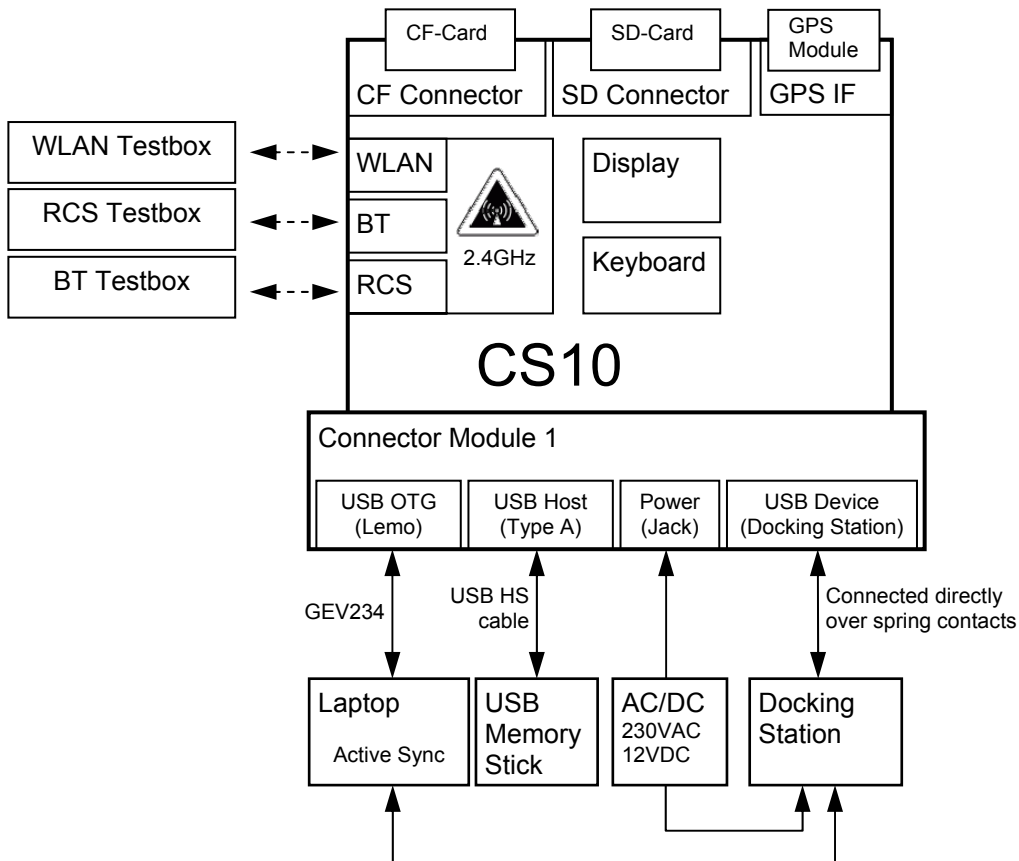 CF-Card
SD-Card
GPS
Module
CF Connector
SD Connector
GPS IF
WLAN Testbox
RCS Testbox
BT Testbox
WLAN
BT
RCS
2.4GHz
Display
Keyboard
CS10
Connector Module 1
USB OTG
(Lemo)
USB Host
(Type A)
Power
(Jack)
USB Device
(Docking Station)
GEV234
USB HS
cable
Connected directly
over spring contacts
Laptop
Active Sync
USB
Memory
Stick
AC/DC
230VAC
12VDC
Docking
Station